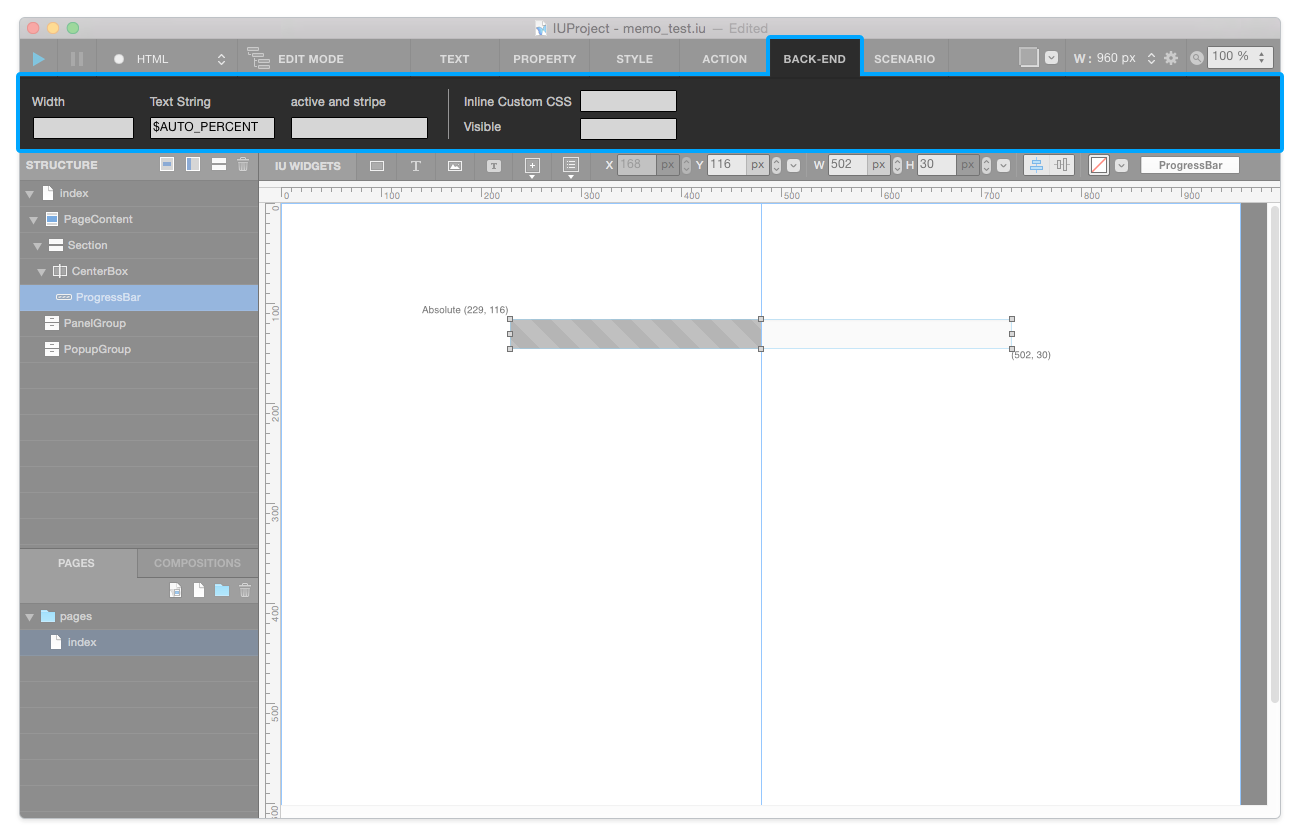 IUProject - memo_test.iu — Edited
HTML EDIT MODE TEXT PROPERTY STYLE ACTION BACK-END SCENARIO W: 960 px 100 %
Width Text String active and stripe Inline Custom CSS
$AUTO_PERCENT Visible
STRUCTURE IU WIDGETS T T X 168 px Y 116 px W 502 px H 30 px ProgressBar
0 100 200 300 400 500 600 700 800 900
index
PageContent
Section
CenterBox
ProgressBar
PanelGroup
PopupGroup
0
100
200
300
400
500
Absolute (229, 116)
(502, 30)
PAGES COMPOSITIONS
pages
index